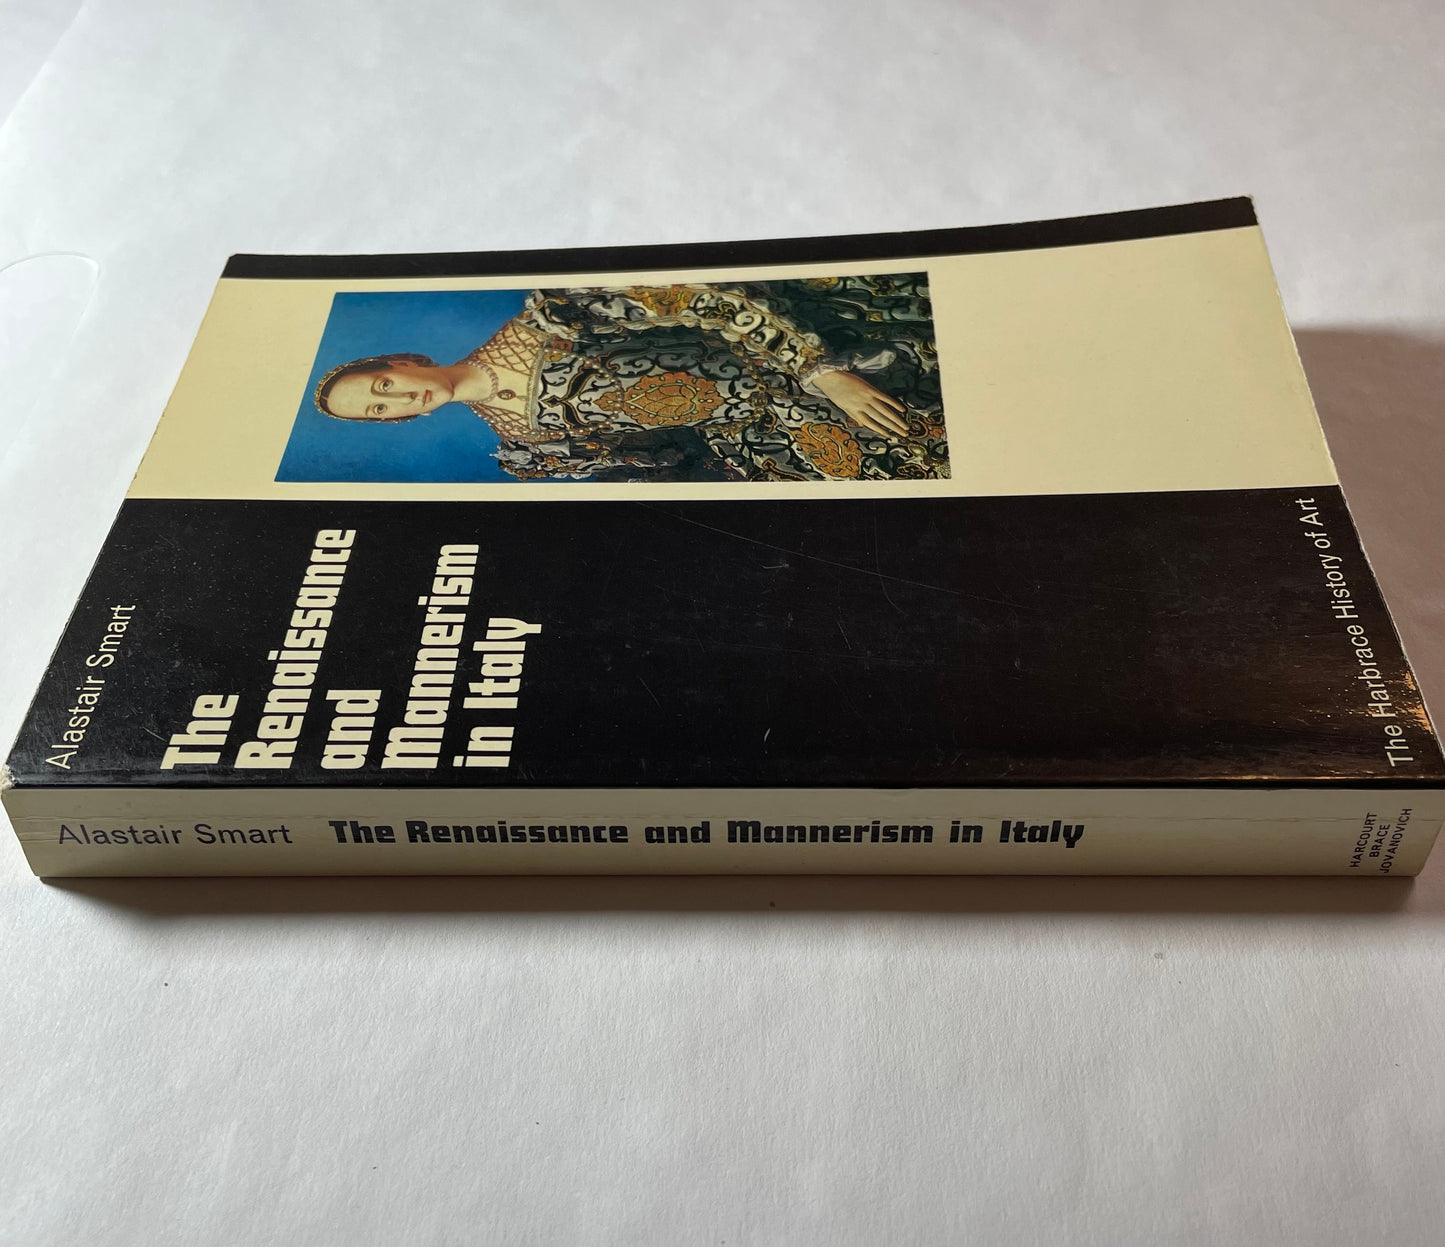 Alastair Smart
The
Renaissance
and
Mannerism
in Italy
The Harbrace History of Art
Alastair Smart The Renaissance and Mannerism in Italy
HARCOURT
BRACE
JOVANOVICH